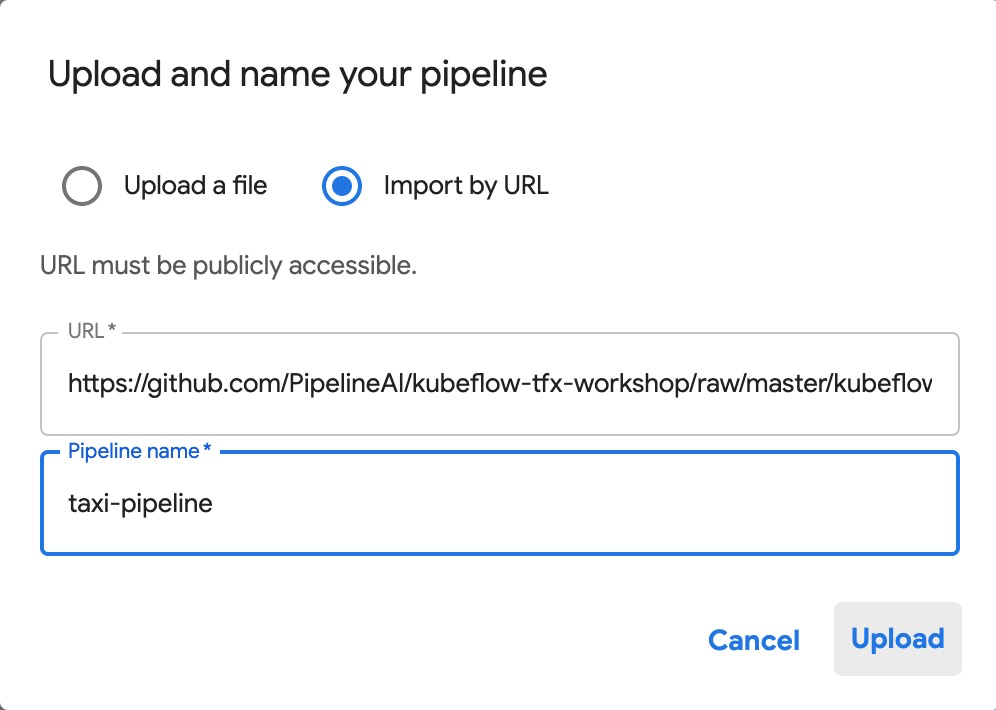 Upload and name your pipeline
Upload a file Import by URL
URL must be publicly accessible.
URL*
https://github.com/PipelineAI/kubeflow-tfx-workshop/raw/master/kubeflov
Pipeline name*
taxi-pipeline
Cancel Upload